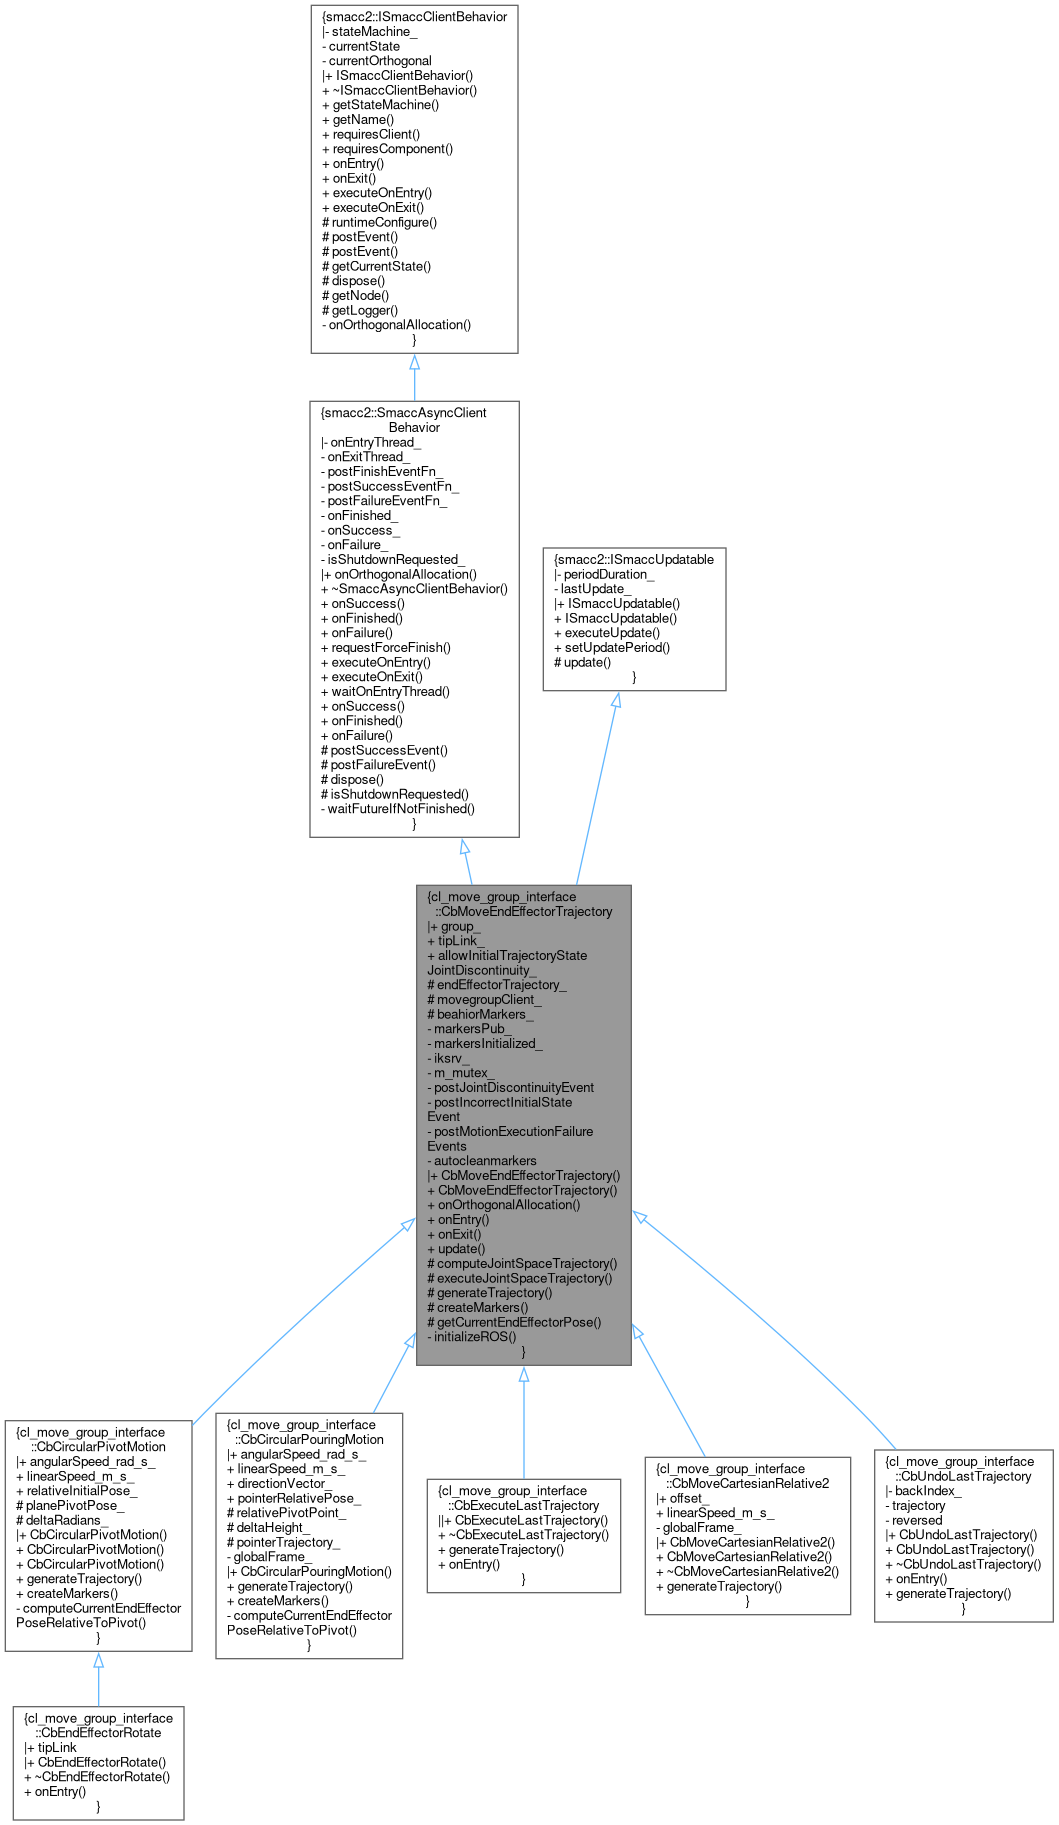 {smacc2::ISmaccClientBehavior
|- stateMachine_
- currentState
- currentOrthogonal
|+ ISmaccClientBehavior()
+ ~ISmaccClientBehavior()
+ getStateMachine()
+ getName()
+ requiresClient()
+ requiresComponent()
+ onEntry()
+ onExit()
+ executeOnEntry()
+ executeOnExit()
# runtimeConfigure()
# postEvent()
# postEvent()
# getCurrentState()
# dispose()
# getNode()
# getLogger()
- onOrthogonalAllocation()
}
{smacc2::SmaccAsyncClient
Behavior
|- onEntryThread_
- onExitThread_
- postFinishEventFn_
- postSuccessEventFn_
- postFailureEventFn_
- onFinished_
- onSuccess_
- onFailure_
- isShutdownRequested_
|+ onOrthogonalAllocation()
+ ~SmaccAsyncClientBehavior()
+ onSuccess()
+ onFinished()
+ onFailure()
+ requestForceFinish()
+ executeOnEntry()
+ executeOnExit()
+ waitOnEntryThread()
+ onSuccess()
+ onFinished()
+ onFailure()
# postSuccessEvent()
# postFailureEvent()
# dispose()
# isShutdownRequested()
- waitFutureIfNotFinished()
}
{smacc2::ISmaccUpdatable
|- periodDuration_
- lastUpdate_
|+ ISmaccUpdatable()
+ ISmaccUpdatable()
+ executeUpdate()
+ setUpdatePeriod()
# update()
}
{cl_move_group_interface
::CbMoveEndEffectorTrajectory
|+ group_
+ tipLink_
+ allowInitialTrajectoryState
JointDiscontinuity_
# endEffectorTrajectory_
# movegroupClient_
# beahiorMarkers_
- markersPub_
- markersInitialized_
- iksrv_
- m_mutex_
- postJointDiscontinuityEvent
- postIncorrectInitialState
Event
- postMotionExecutionFailure
Events
- autocleanmarkers
|+ CbMoveEndEffectorTrajectory()
+ CbMoveEndEffectorTrajectory()
+ onOrthogonalAllocation()
+ onEntry()
+ onExit()
+ update()
# computeJointSpaceTrajectory()
# executeJointSpaceTrajectory()
# generateTrajectory()
# createMarkers()
# getCurrentEndEffectorPose()
- initializeROS()
}
{cl_move_group_interface
::CbCircularPivotMotion
|+ angularSpeed_rad_s_
+ linearSpeed_m_s_
+ relativeInitialPose_
# planePivotPose_
# deltaRadians_
|+ CbCircularPivotMotion()
+ CbCircularPivotMotion()
+ CbCircularPivotMotion()
+ generateTrajectory()
+ createMarkers()
- computeCurrentEndEffector
PoseRelativeToPivot()
}
{cl_move_group_interface
::CbCircularPouringMotion
|+ angularSpeed_rad_s_
+ linearSpeed_m_s_
+ directionVector_
+ pointerRelativePose_
# relativePivotPoint_
# deltaHeight_
# pointerTrajectory_
- globalFrame_
|+ CbCircularPouringMotion()
+ generateTrajectory()
+ createMarkers()
- computeCurrentEndEffector
PoseRelativeToPivot()
}
{cl_move_group_interface
::CbExecuteLastTrajectory
||+ CbExecuteLastTrajectory()
+ ~CbExecuteLastTrajectory()
+ generateTrajectory()
+ onEntry()
}
{cl_move_group_interface
::CbMoveCartesianRelative2
|+ offset_
+ linearSpeed_m_s_
- globalFrame_
|+ CbMoveCartesianRelative2()
+ CbMoveCartesianRelative2()
+ ~CbMoveCartesianRelative2()
+ generateTrajectory()
}
{cl_move_group_interface
::CbUndoLastTrajectory
|- backIndex_
- trajectory
- reversed
|+ CbUndoLastTrajectory()
+ CbUndoLastTrajectory()
+ ~CbUndoLastTrajectory()
+ onEntry()
+ generateTrajectory()
}
{cl_move_group_interface
::CbEndEffectorRotate
|+ tipLink
|+ CbEndEffectorRotate()
+ ~CbEndEffectorRotate()
+ onEntry()
}